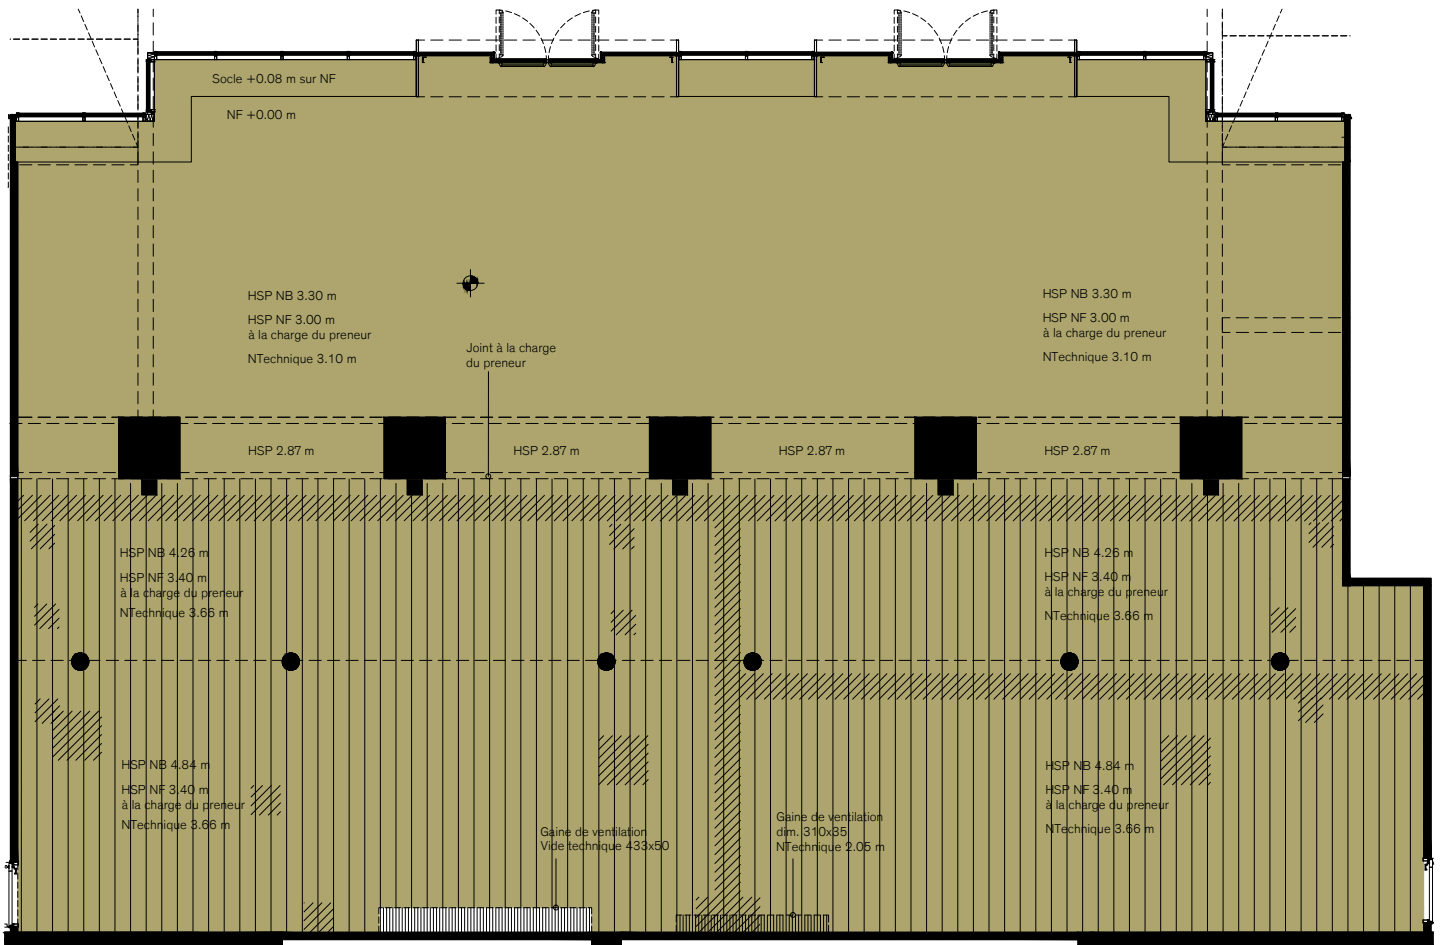 Socle +0.08 m sur NF
NF +0.00 m
HSP NB 3.30 m
HSP NF 3.00 m
à la charge du preneur
NTechnique 3.10 m
Joint à la charge
du preneur
HSP NB 3.30 m
HSP NF 3.00 m
à la charge du preneur
NTechnique 3.10 m
HSP 2.87 m
HSP 2.87 m
HSP 2.87 m
HSP 2.87 m
HSP NB 4.26 m
HSP NF 3.40 m
à la charge du preneur
NTechnique 3.66 m
HSP NB 4.26 m
HSP NF 3.40 m
à la charge du preneur
NTechnique 3.66 m
HSP NB 4.84 m
HSP NF 3.40 m
à la charge du preneur
NTechnique 3.66 m
Gaine de ventilation
Vide technique 433x50
Gaine de ventilation
dim. 310x35
NTechnique 2.05 m
HSP NB 4.84 m
HSP NF 3.40 m
à la charge du preneur
NTechnique 3.66 m